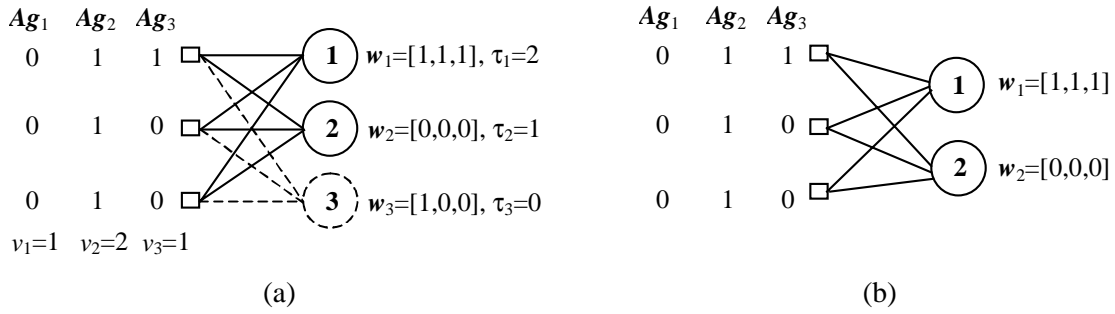 Ag1 Ag2 Ag3
0 1 1 1 w1=[1,1,1], τ1=2
0 1 0 2 w2=[0,0,0], τ2=1
0 1 0 3 w3=[1,0,0], τ3=0
v1=1 v2=2 v3=1
(a)
Ag1 Ag2 Ag3
0 1 1
1 w1=[1,1,1]
0 1 0
2 w2=[0,0,0]
0 1 0
(b)